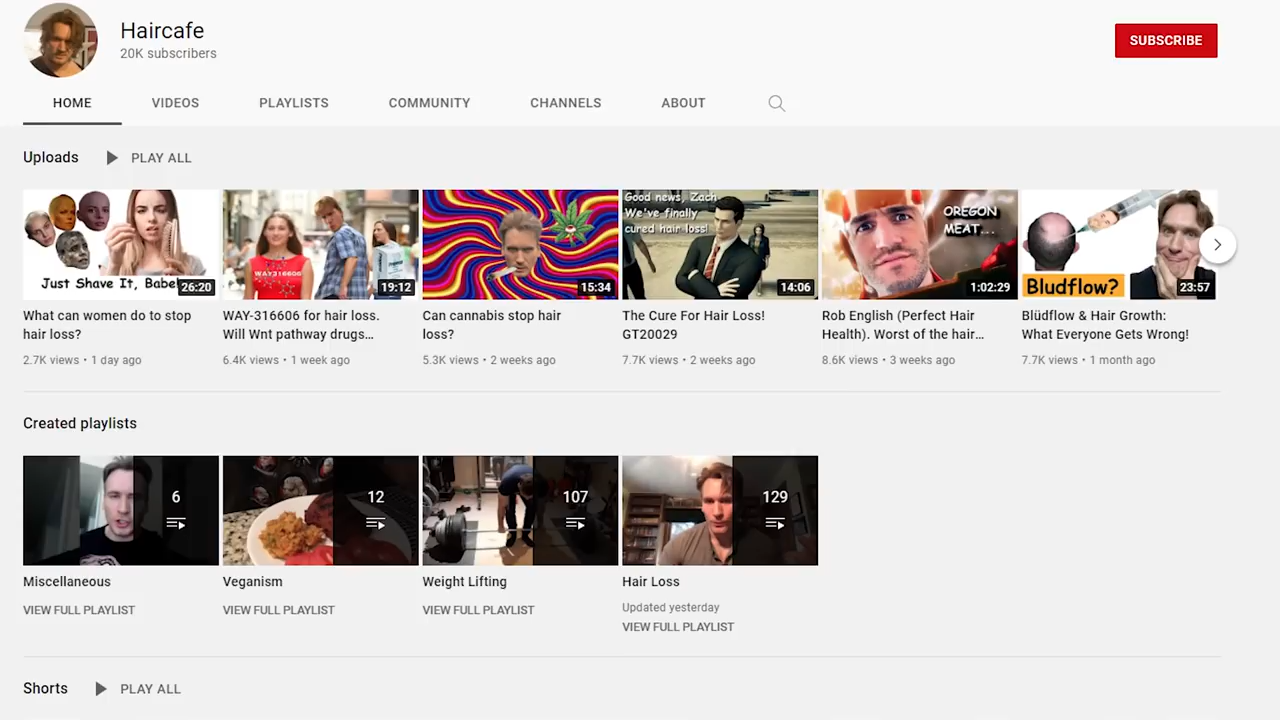 Haircafe
20K subscribers
SUBSCRIBE
HOME
VIDEOS
PLAYLISTS
COMMUNITY
CHANNELS
ABOUT
Uploads
PLAY ALL
Just Shave It, Babe!
26:20
WAY316606
19:12
15:34
Good news, Zach
We've finally
cured hair loss!
14:06
OREGON
MEAT...
1:02:29
Bludflow?
23:57
What can women do to stop
hair loss?
2.7K views • 1 day ago
WAY-316606 for hair loss.
Will Wnt pathway drugs...
6.4K views • 1 week ago
Can cannabis stop hair
loss?
5.3K views • 2 weeks ago
The Cure For Hair Loss!
GT20029
7.7K views • 2 weeks ago
Rob English (Perfect Hair
Health). Worst of the hair...
8.6K views • 3 weeks ago
Blüdflow & Hair Growth:
What Everyone Gets Wrong!
7.7K views • 1 month ago
Created playlists
6
12
107
129
Miscellaneous
VIEW FULL PLAYLIST
Veganism
VIEW FULL PLAYLIST
Weight Lifting
VIEW FULL PLAYLIST
Hair Loss
Updated yesterday
VIEW FULL PLAYLIST
Shorts
PLAY ALL